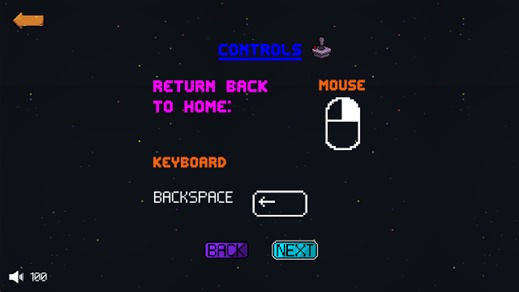 CONTROLS
RETURN BACK
TO HOME:
MOUSE
KEYBOARD
BACKSPACE
BACK
NEXT
100